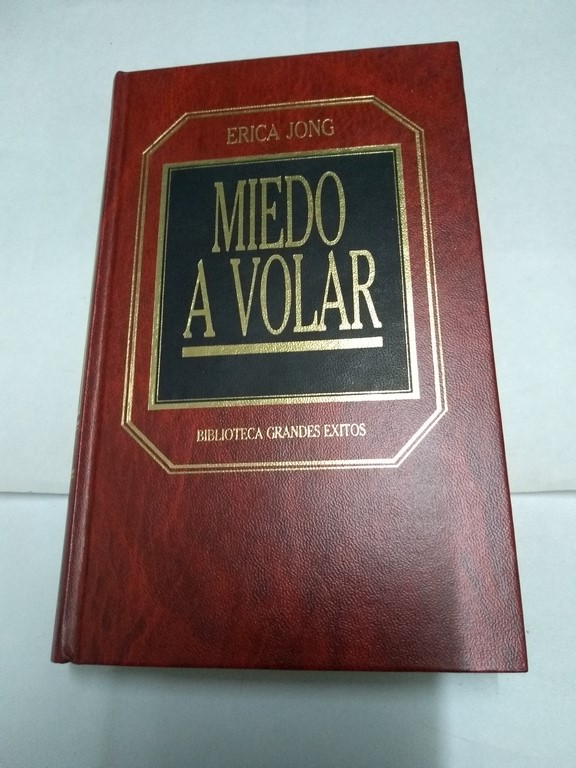 ERICA JONG
MIEDO
A VOLAR
BIBLIOTECA GRANDES EXITOS